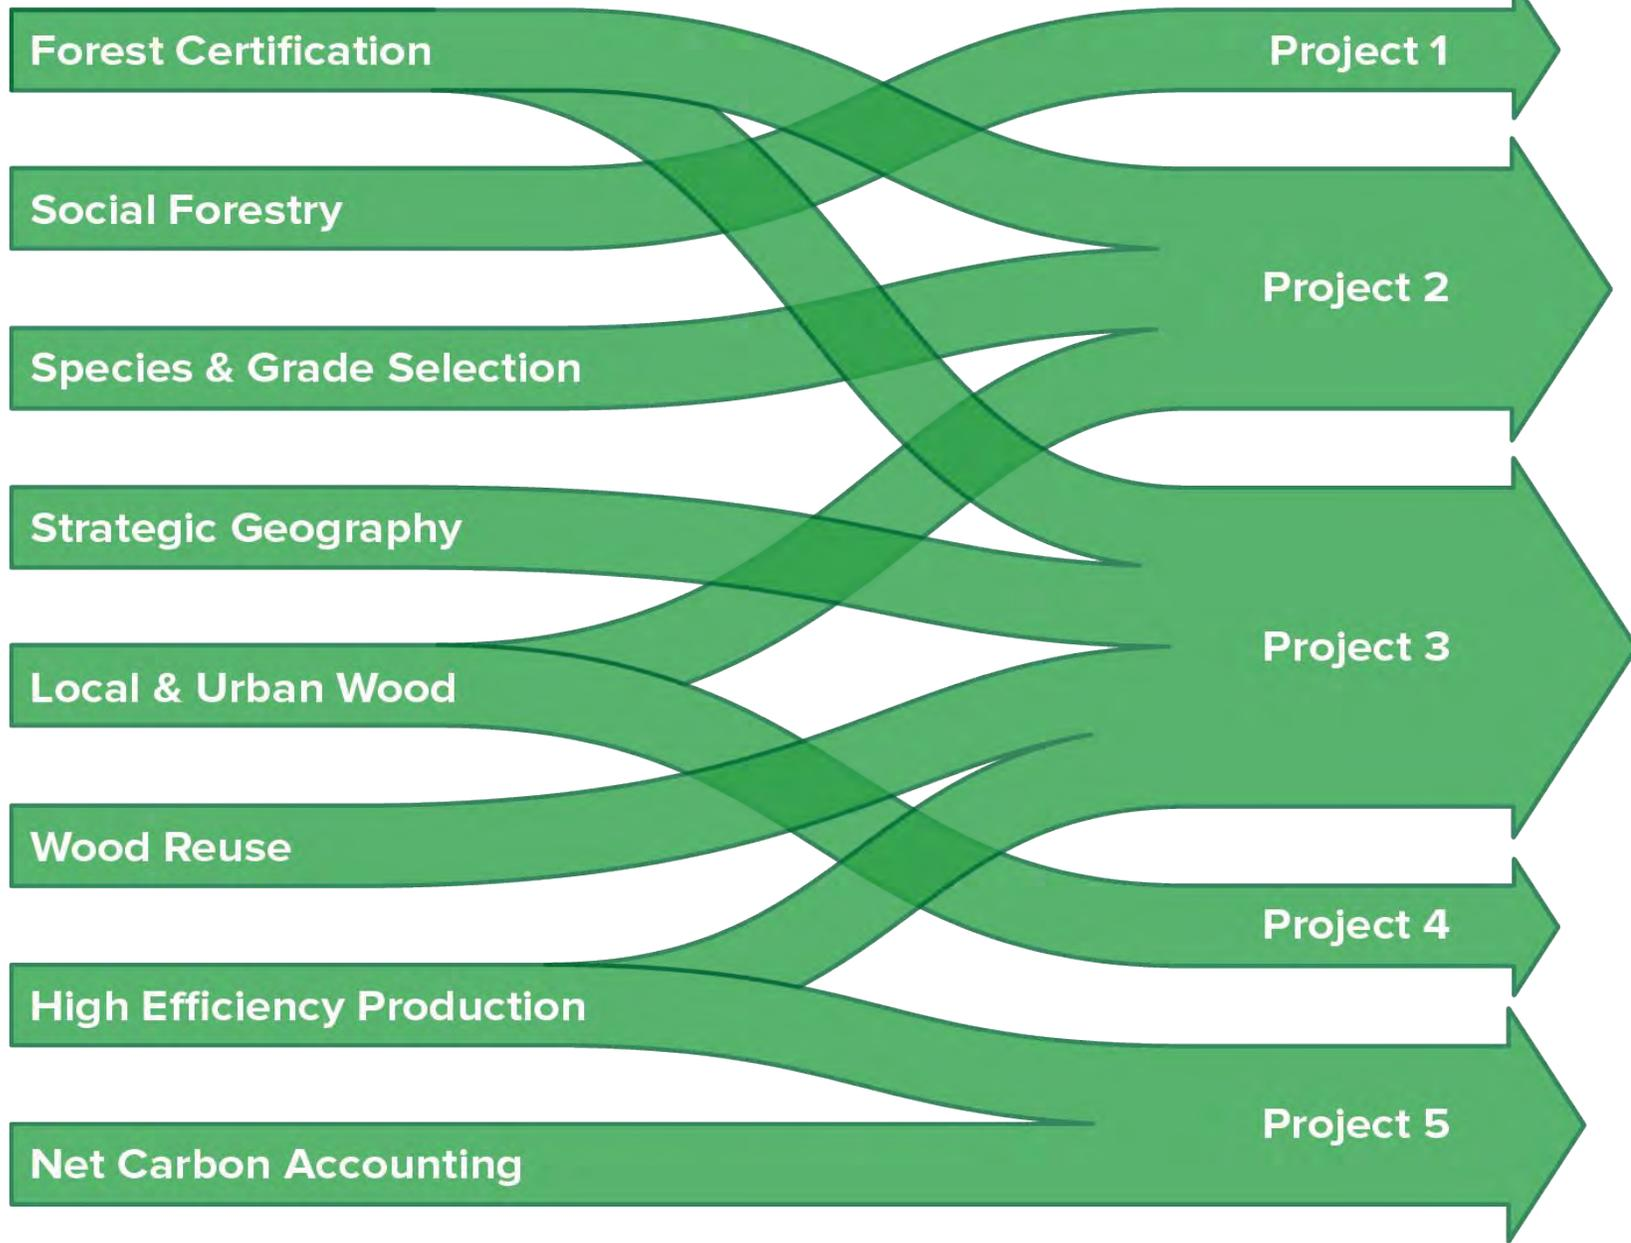 Forest Certification
Social Forestry
Species & Grade Selection
Strategic Geography
Local & Urban Wood
Wood Reuse
High Efficiency Production
Net Carbon Accounting
Project 1
Project 2
Project 3
Project 4
Project 5